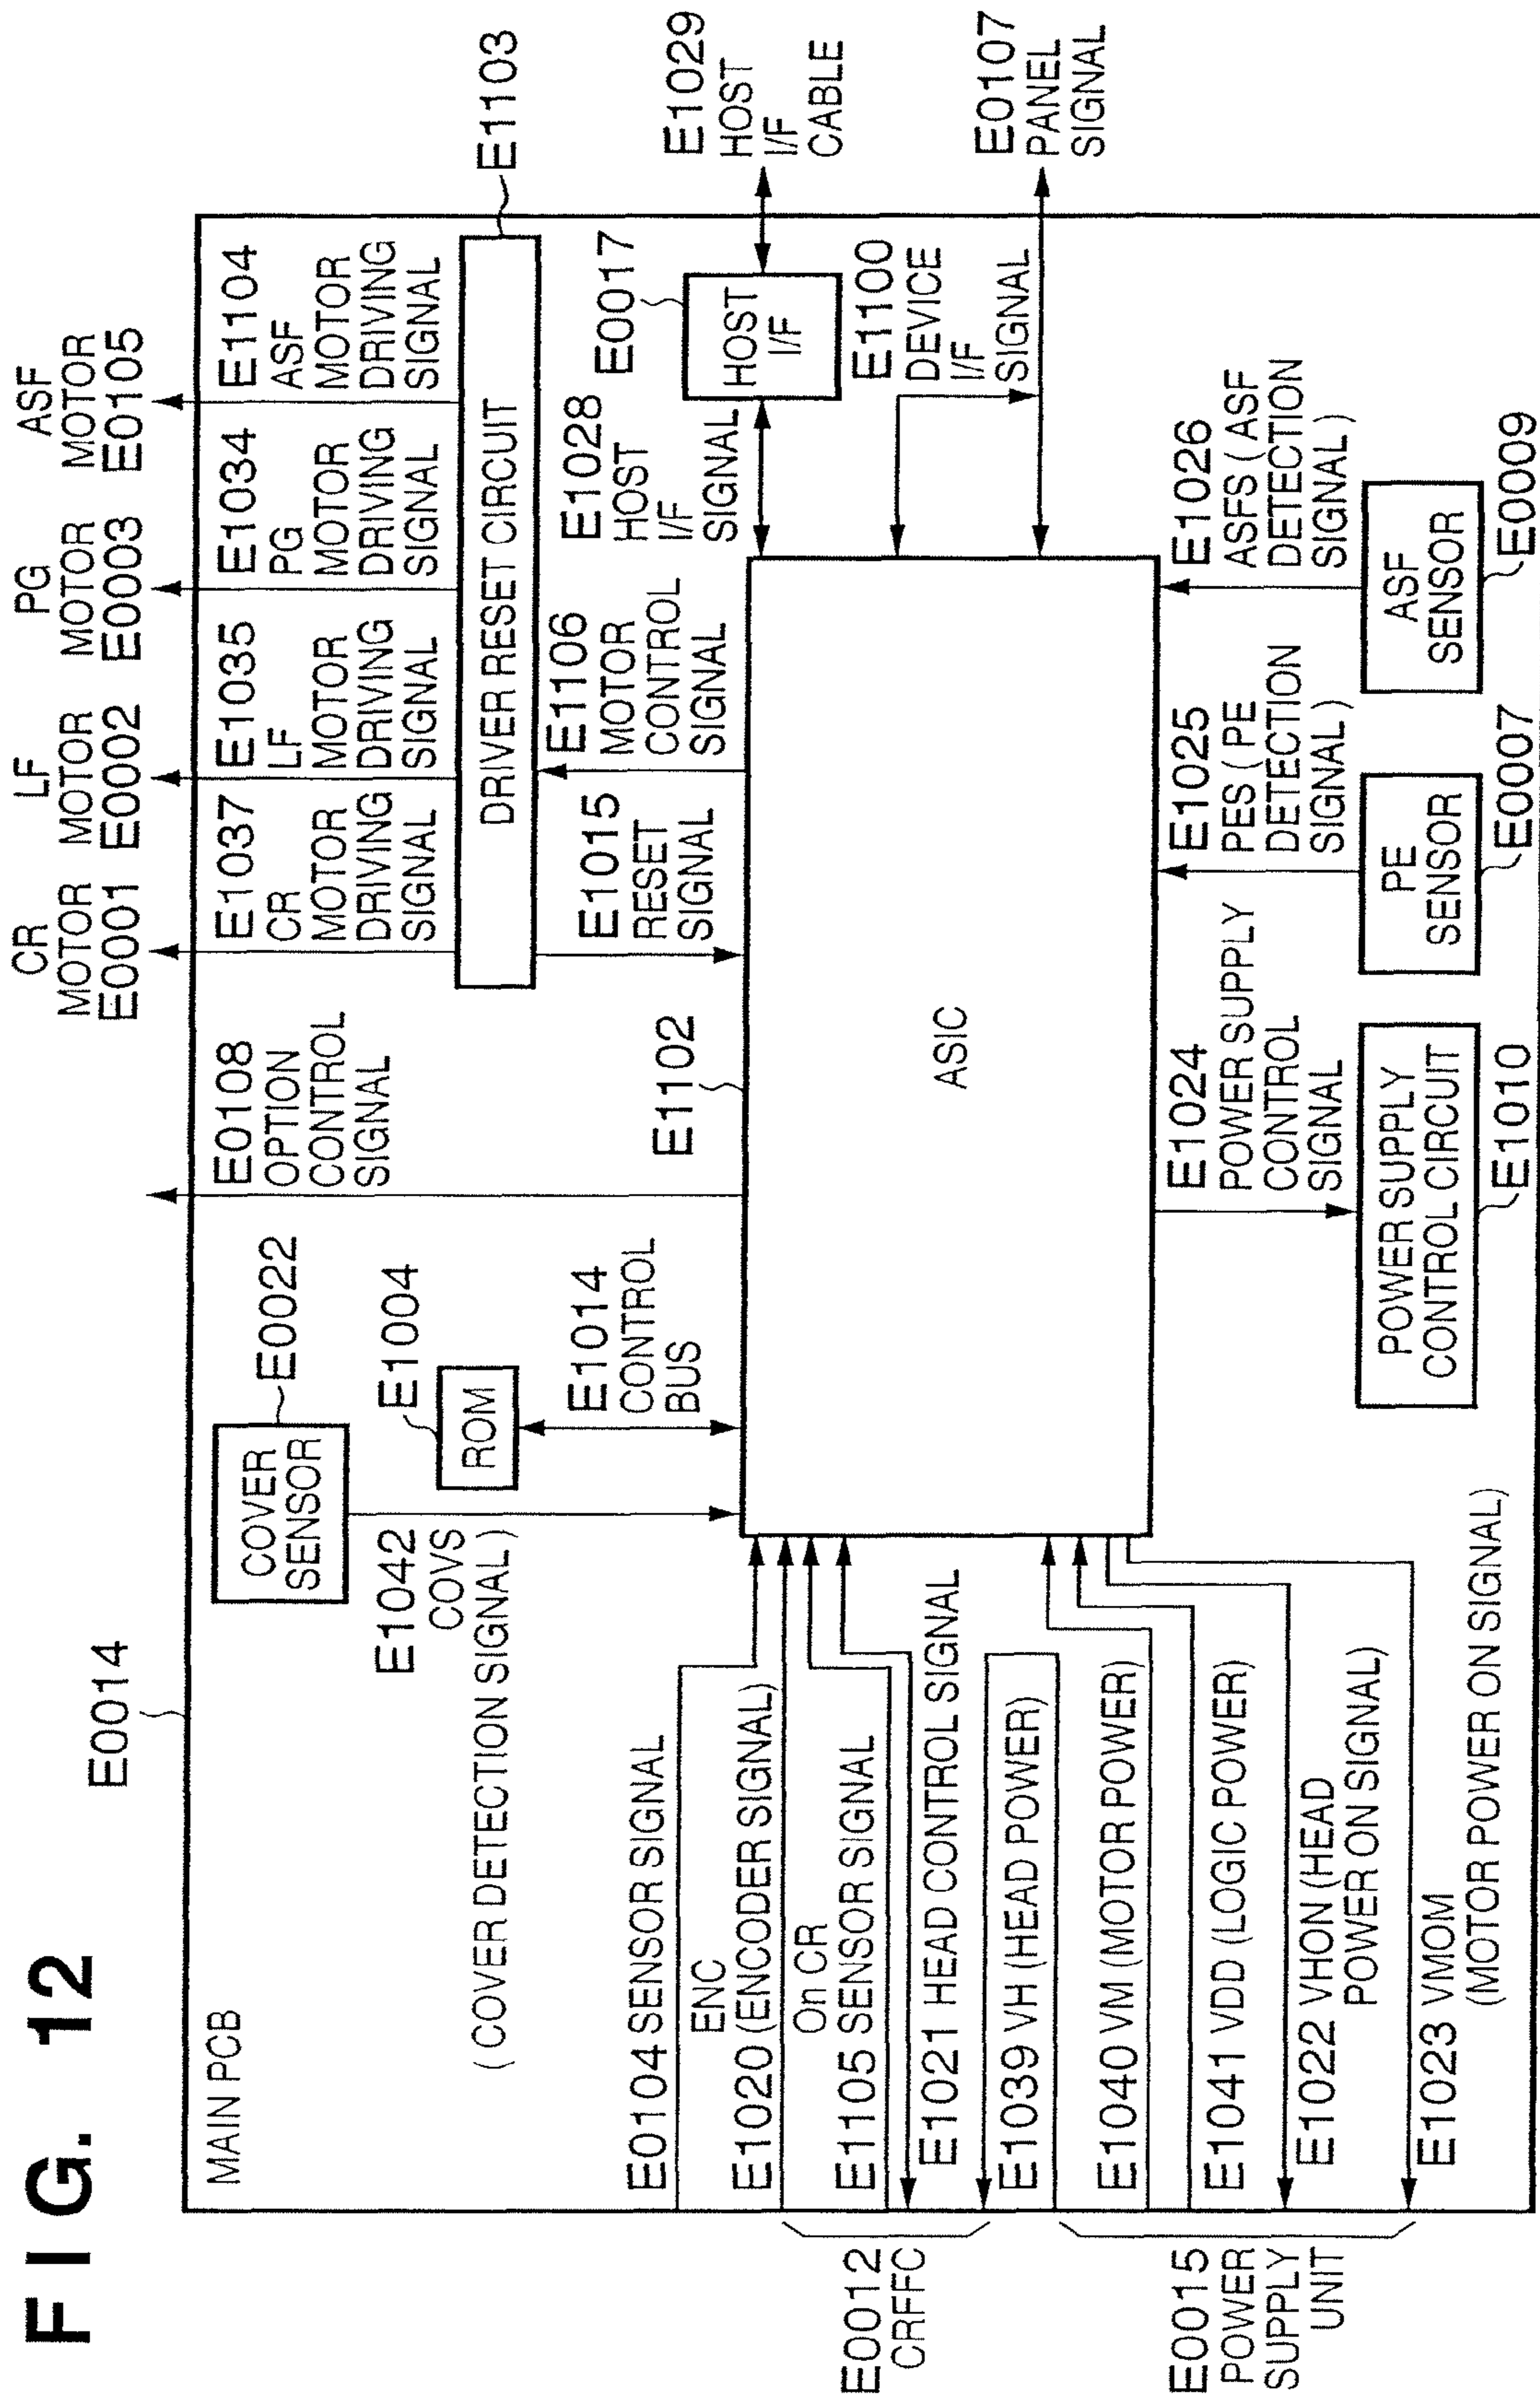 FIG. 12
E0014
MAIN PCB
CR
MOTOR
E0001
LF
MOTOR
E0002
PG
MOTOR
E0003
ASF
MOTOR
E0105
COVER
SENSOR
E0022
E1042
COVS
(COVER DETECTION SIGNAL)
E1004
ROM
E1014
CONTROL
BUS
E0108
OPTION
CONTROL
SIGNAL
E1037
CR
MOTOR
DRIVING
SIGNAL
E1035
LF
MOTOR
DRIVING
SIGNAL
E1034
PG
MOTOR
DRIVING
SIGNAL
E1104
ASF
MOTOR
DRIVING
SIGNAL
DRIVER RESET CIRCUIT
E1103
E1015
RESET
SIGNAL
E1106
MOTOR
CONTROL
SIGNAL
E1028
HOST
I/F
SIGNAL
E0017
HOST
I/F
E1029
HOST
I/F
CABLE
E1100
DEVICE
I/F
SIGNAL
E0107
PANEL
SIGNAL
E1102
ASIC
E0104 SENSOR SIGNAL
ENC
E1020 (ENCODER SIGNAL)
On CR
E1105 SENSOR SIGNAL
E1021 HEAD CONTROL SIGNAL
E1039 VH (HEAD POWER)
E1040 VM (MOTOR POWER)
E1041 VDD (LOGIC POWER)
E1022 VHON (HEAD
POWER ON SIGNAL)
E1023 VMOM
(MOTOR POWER ON SIGNAL)
E0012
CRFFC
E0015
POWER
SUPPLY
UNIT
E1024
POWER SUPPLY
CONTROL
SIGNAL
POWER SUPPLY
CONTROL CIRCUIT
E1010
E1025
PES (PE
DETECTION
SIGNAL)
PE
SENSOR
E0007
E1026
ASFS (ASF
DETECTION
SIGNAL)
ASF
SENSOR
E0009